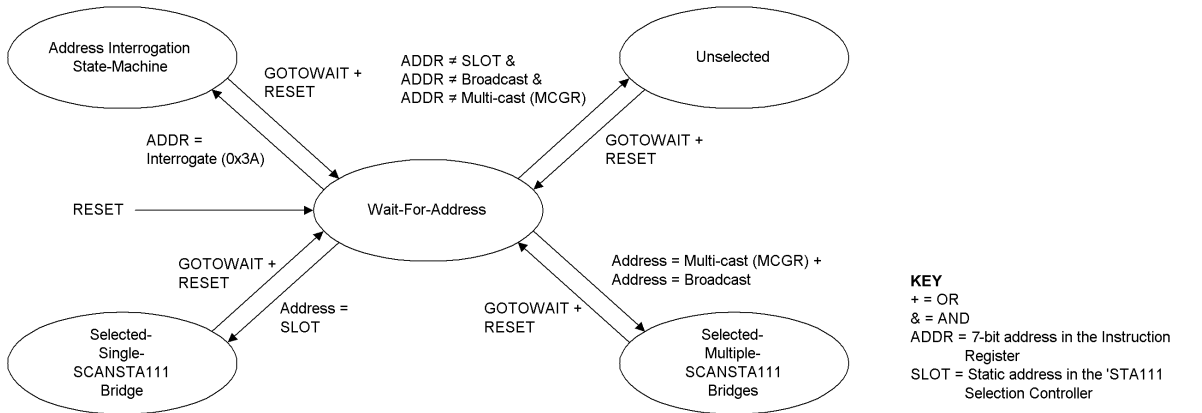 Address Interrogation
State-Machine
GOTOWAIT +
RESET
ADDR ≠ SLOT &
ADDR ≠ Broadcast &
ADDR ≠ Multi-cast (MCGR)
Unselected
ADDR =
Interrogate (0x3A)
GOTOWAIT +
RESET
RESET
Wait-For-Address
GOTOWAIT +
RESET
Address =
SLOT
GOTOWAIT +
RESET
Address = Multi-cast (MCGR) +
Address = Broadcast
Selected-
Single-
SCANSTA111
Bridge
Selected-
Multiple-
SCANSTA111
Bridges
KEY
+ = OR
& = AND
ADDR = 7-bit address in the Instruction
Register
SLOT = Static address in the 'STA111
Selection Controller